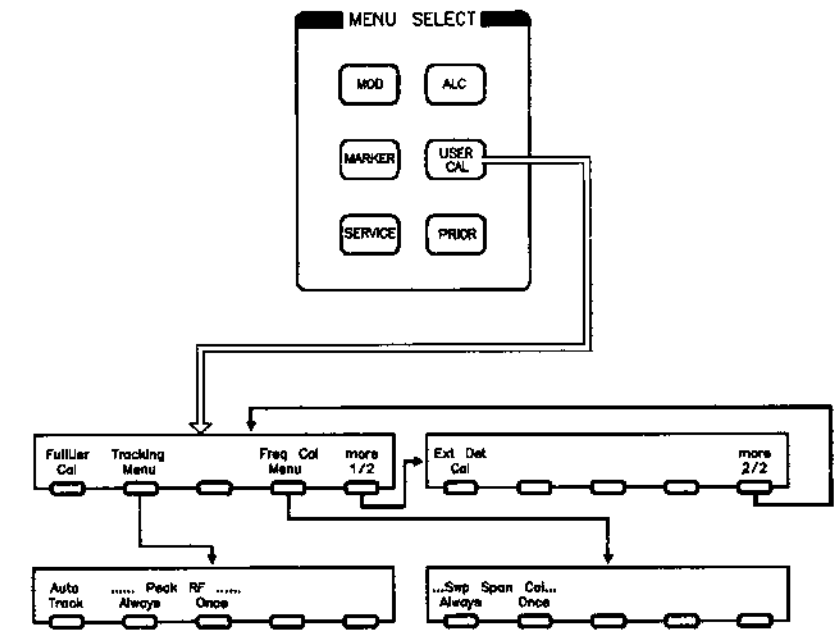 MENU SELECT
MOD ALC
MARKER USER CAL
SERVICE PRIOR
FullUsr Cal Tracking Menu Freq Cal Menu more 1/2
Ext Det Cal more 2/2
Auto Track ...... Peak RF ......
Always Once
...Swp Span Cal...
Always Once